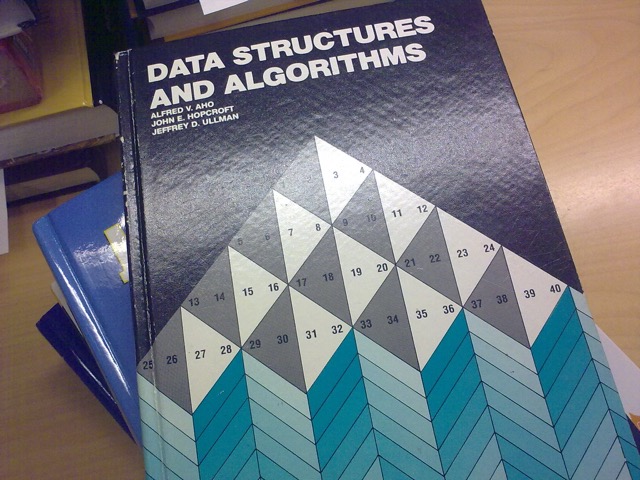 DATA STRUCTURES
AND ALGORITHMS
ALFRED V. AHO
JOHN E. HOPCROFT
JEFFREY D. ULLMAN
3 4
5 6 7 8 9 10 11 12
13 14 15 16 17 18 19 20 21 22 23 24
25 26 27 28 29 30 31 32 33 34 35 36 37 38 39 40